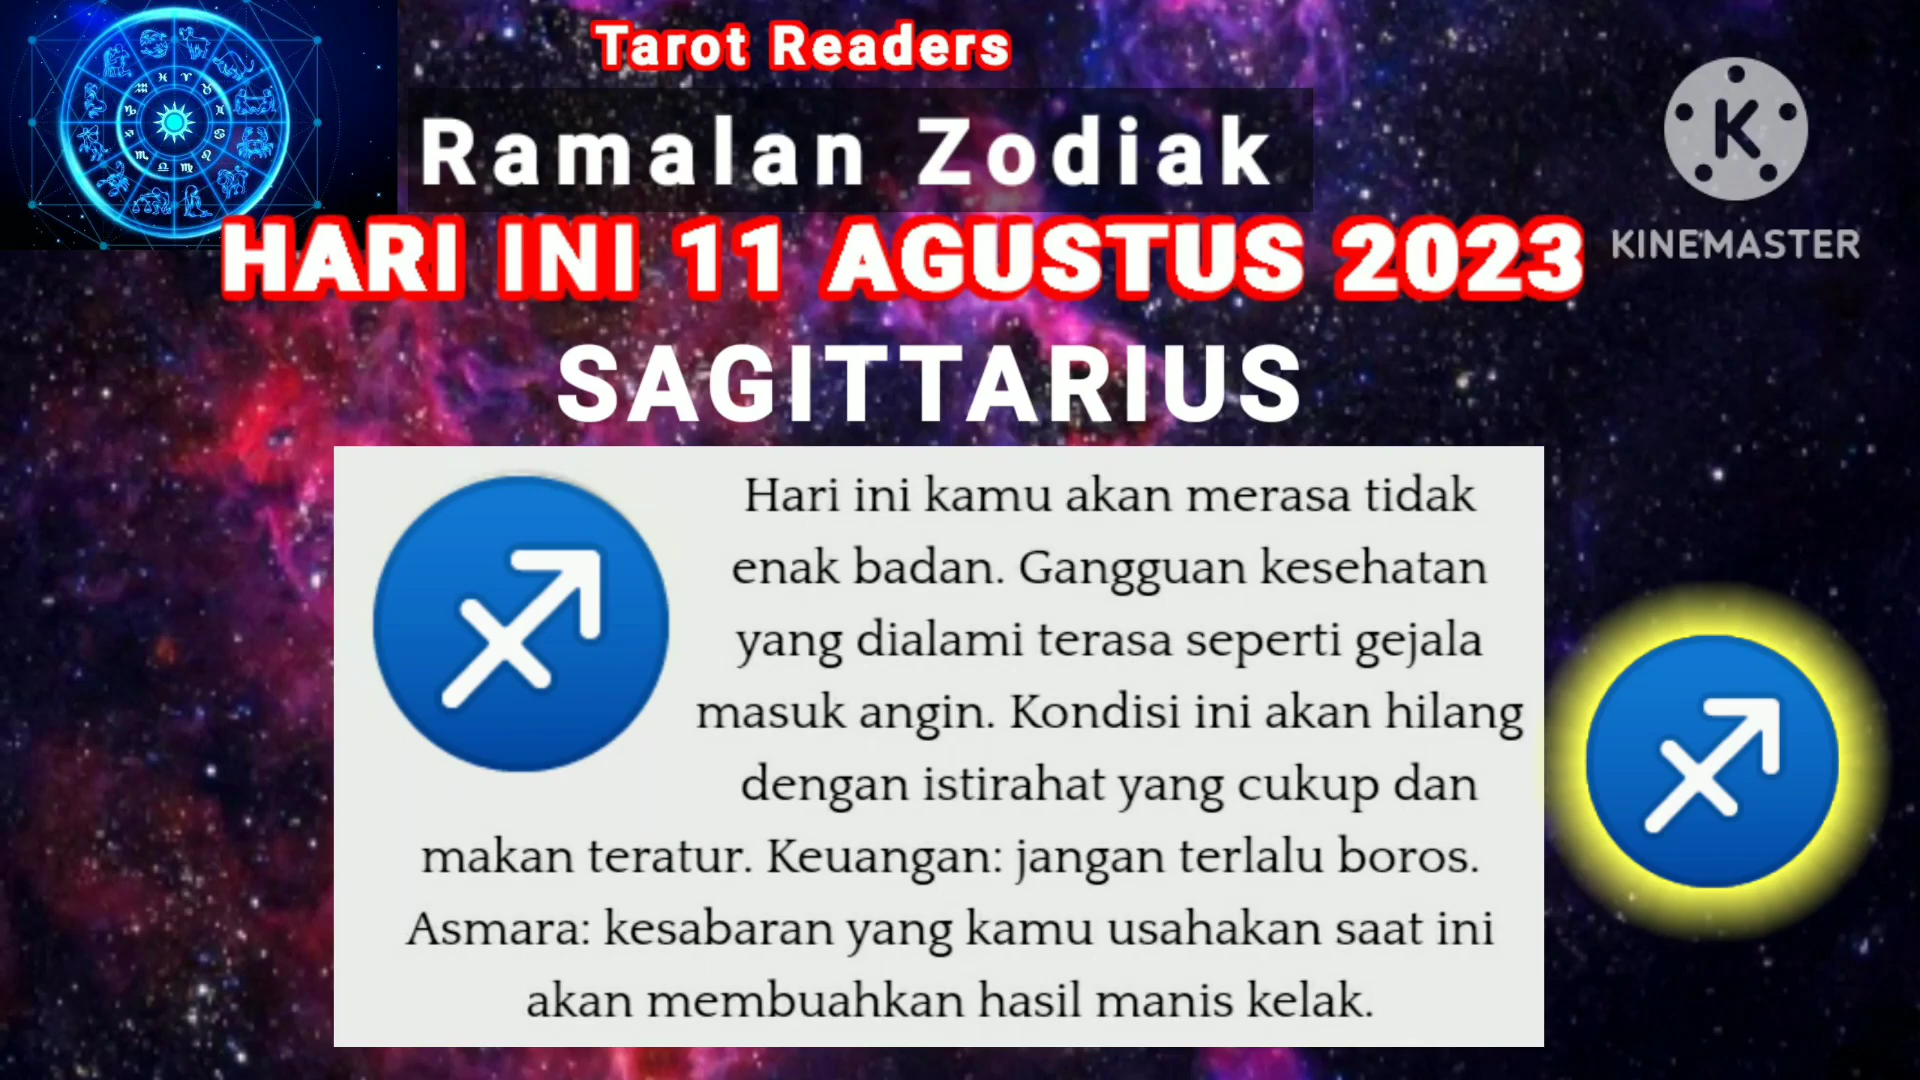 Tarot Readers
Ramalan Zodiak
K
KINEMASTER
HARI INI 11 AGUSTUS 2023
SAGITTARIUS
Hari ini kamu akan merasa tidak
enak badan. Gangguan kesehatan
yang dialami terasa seperti gejala
masuk angin. Kondisi ini akan hilang
dengan istirahat yang cukup dan
makan teratur. Keuangan: jangan terlalu boros.
Asmara: kesabaran yang kamu usahakan saat ini
akan membuahkan hasil manis kelak.